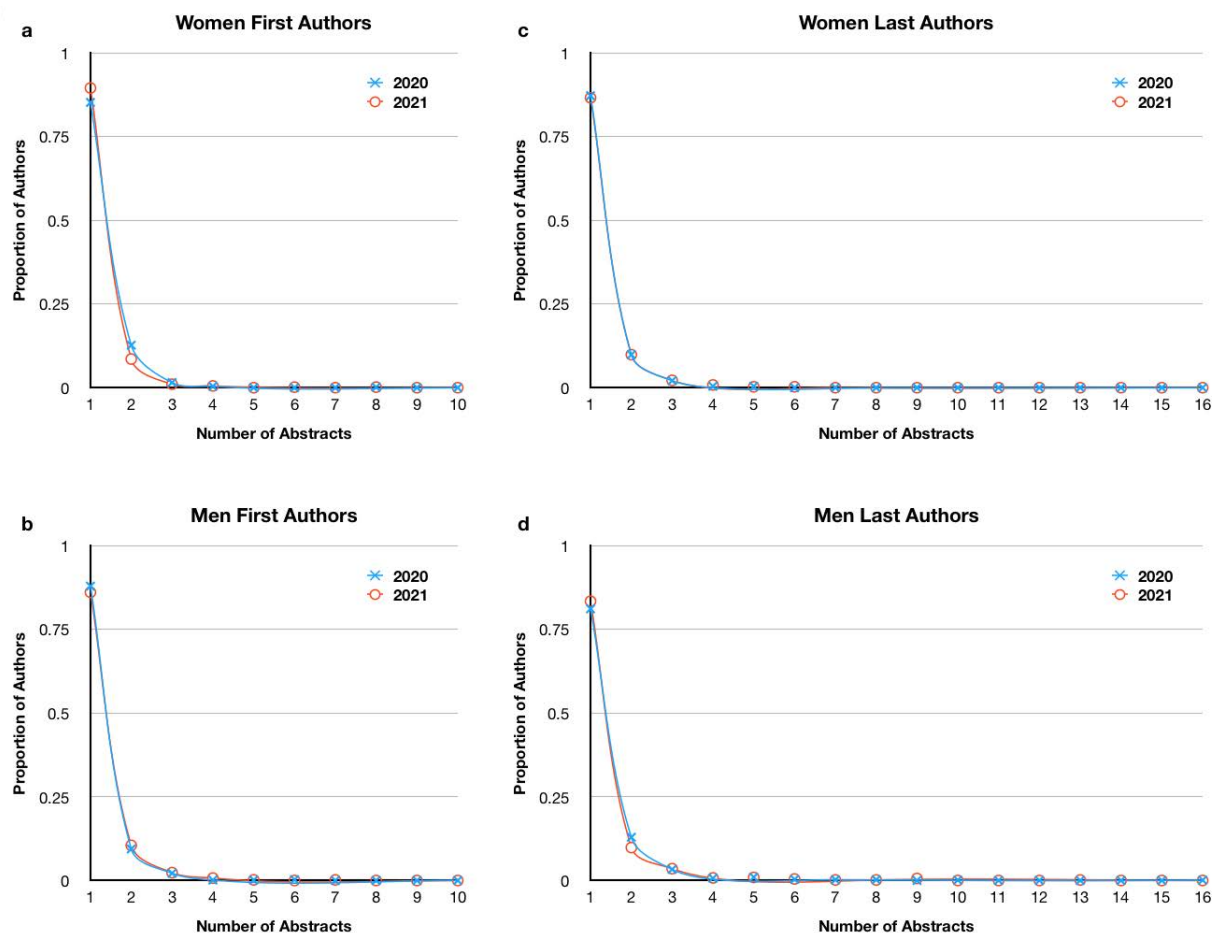 a
Women First Authors
1
0.75
0.5
0.25
0
Proportion of Authors
2020
2021
1 2 3 4 5 6 7 8 9 10
Number of Abstracts
c
Women Last Authors
1
0.75
0.5
0.25
0
Proportion of Authors
2020
2021
1 2 3 4 5 6 7 8 9 10 11 12 13 14 15 16
Number of Abstracts
b
Men First Authors
1
0.75
0.5
0.25
0
Proportion of Authors
2020
2021
1 2 3 4 5 6 7 8 9 10
Number of Abstracts
d
Men Last Authors
1
0.75
0.5
0.25
0
Proportion of Authors
2020
2021
1 2 3 4 5 6 7 8 9 10 11 12 13 14 15 16
Number of Abstracts